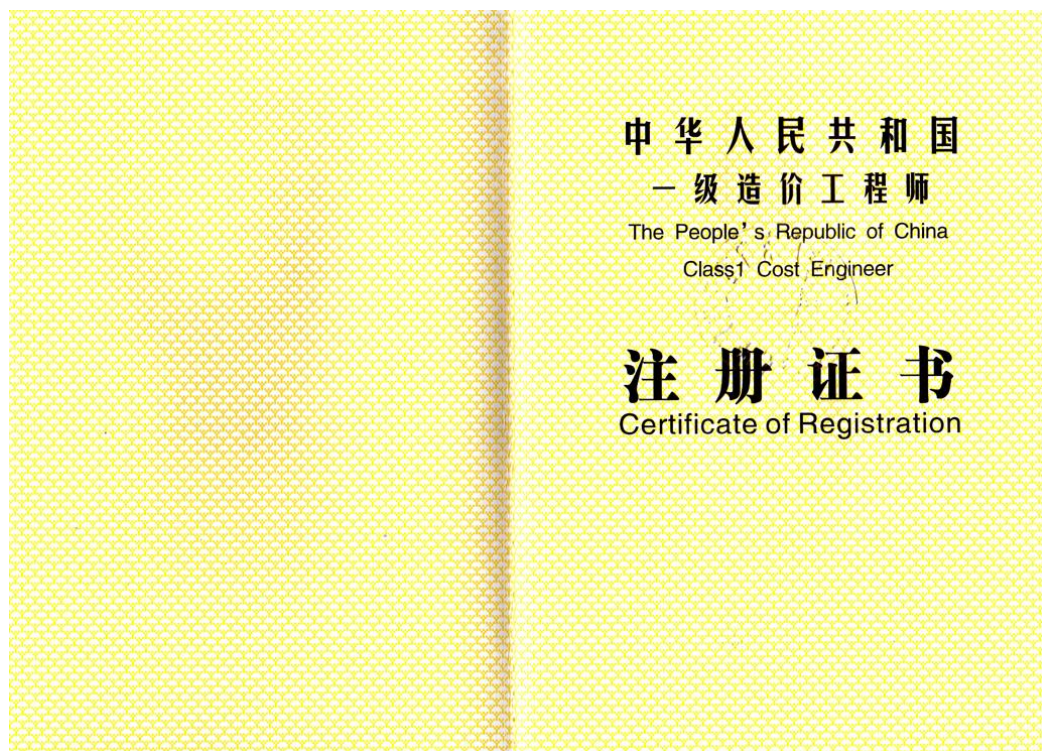 中华人民共和国
一级造价工程师
The People's Republic of China
Class1 Cost Engineer
注册证书
Certificate of Registration